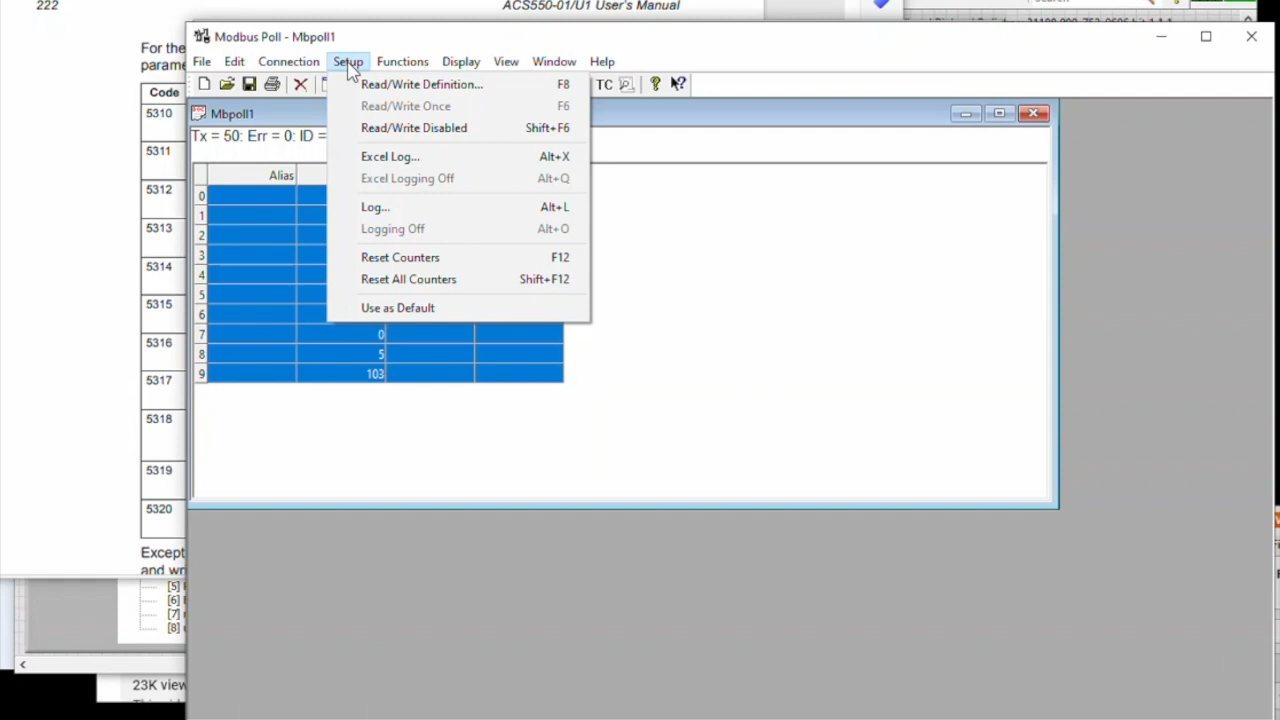 222
ACS550-01/U1 User's Manual
For the
parame
Code
5310
5311
5312
5313
5314
5315
5316
5317
5318
5319
5320
Except
and wr
Modbus Poll - Mbpoll1
File Edit Connection Setup Functions Display View Window Help
TC
Read/Write Definition... F8
Read/Write Once F6
Read/Write Disabled Shift+F6
Excel Log... Alt+X
Excel Logging Off Alt+Q
Log... Alt+L
Logging Off Alt+O
Reset Counters F12
Reset All Counters Shift+F12
Use as Default
Mbpoll1
Tx = 50: Err = 0: ID =
Alias
0
1
2
3
4
5
6
7 0
8 5
9 103
[5]
[6]
[7]
[8]
23K view